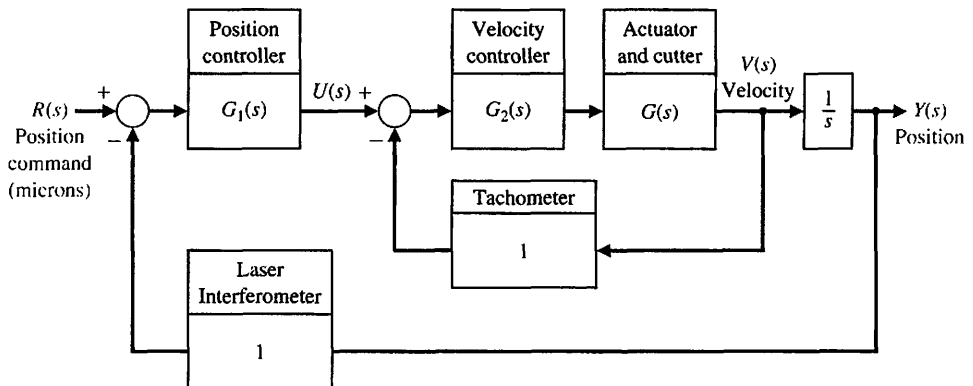 Position
controller
Velocity
controller
Actuator
and cutter
V(s)
Velocity
R(s)
Position
command
(microns)
+
−
G₁(s)
U(s) +
−
G₂(s)
G(s)
1
s
Y(s)
Position
Tachometer
1
Laser
Interferometer
1